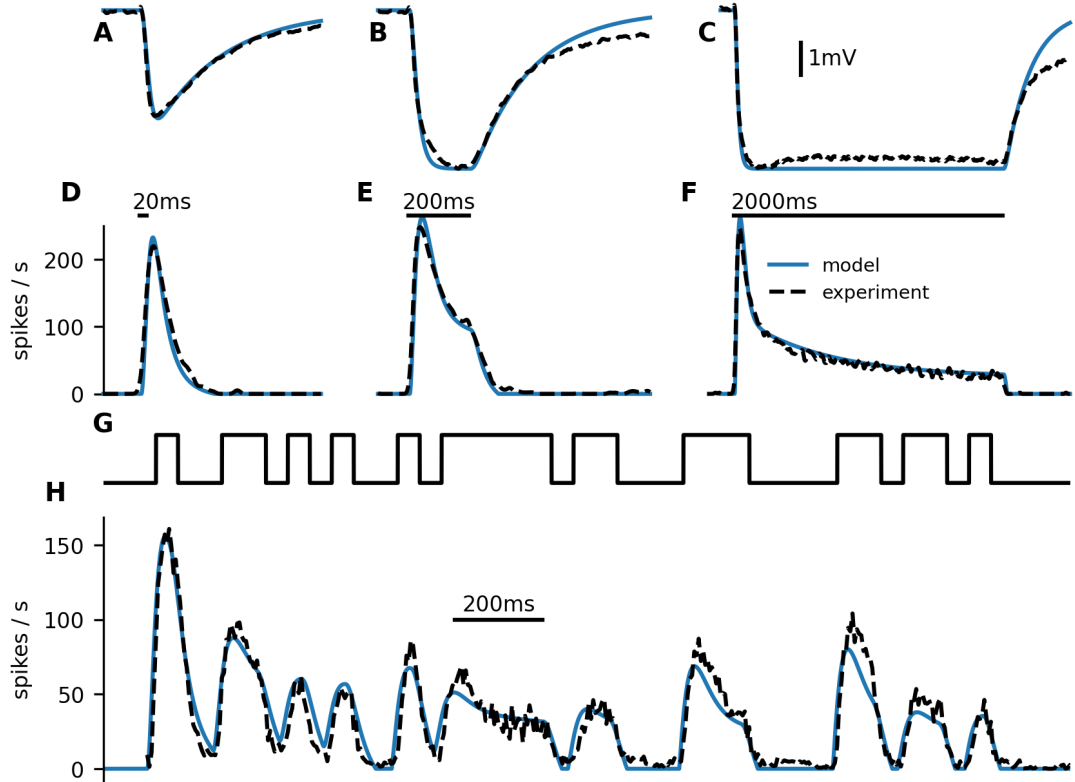 A
B
C
1mV
D
20ms
E
200ms
F
2000ms
spikes / s
200
100
0
model
experiment
G
H
spikes / s
150
100
50
0
200ms